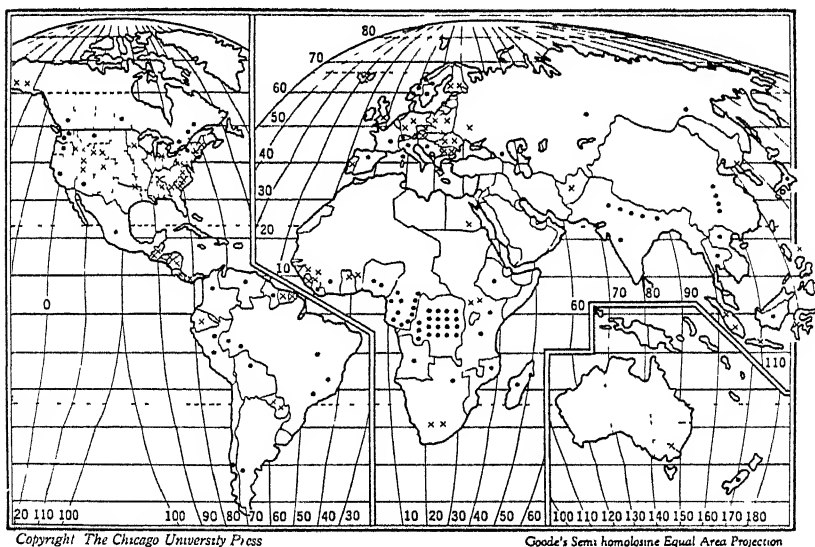 80
70
60
50
40
30
20
10
0
60 70 80 90
110
20 110 100 100 90 80 70 60 50 40 30 10 20 30 40 50 60 100 110 120 130 140 150 160 170 180
Copyright The Chicago University Press
Goode's Semi homolosine Equal Area Projection